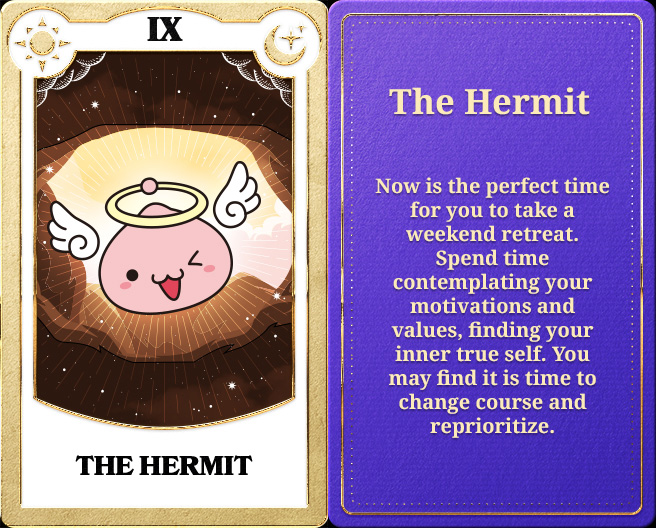 IX
THE HERMIT
The Hermit
Now is the perfect time
for you to take a
weekend retreat.
Spend time
contemplating your
motivations and
values, finding your
inner true self. You
may find it is time to
change course and
reprioritize.